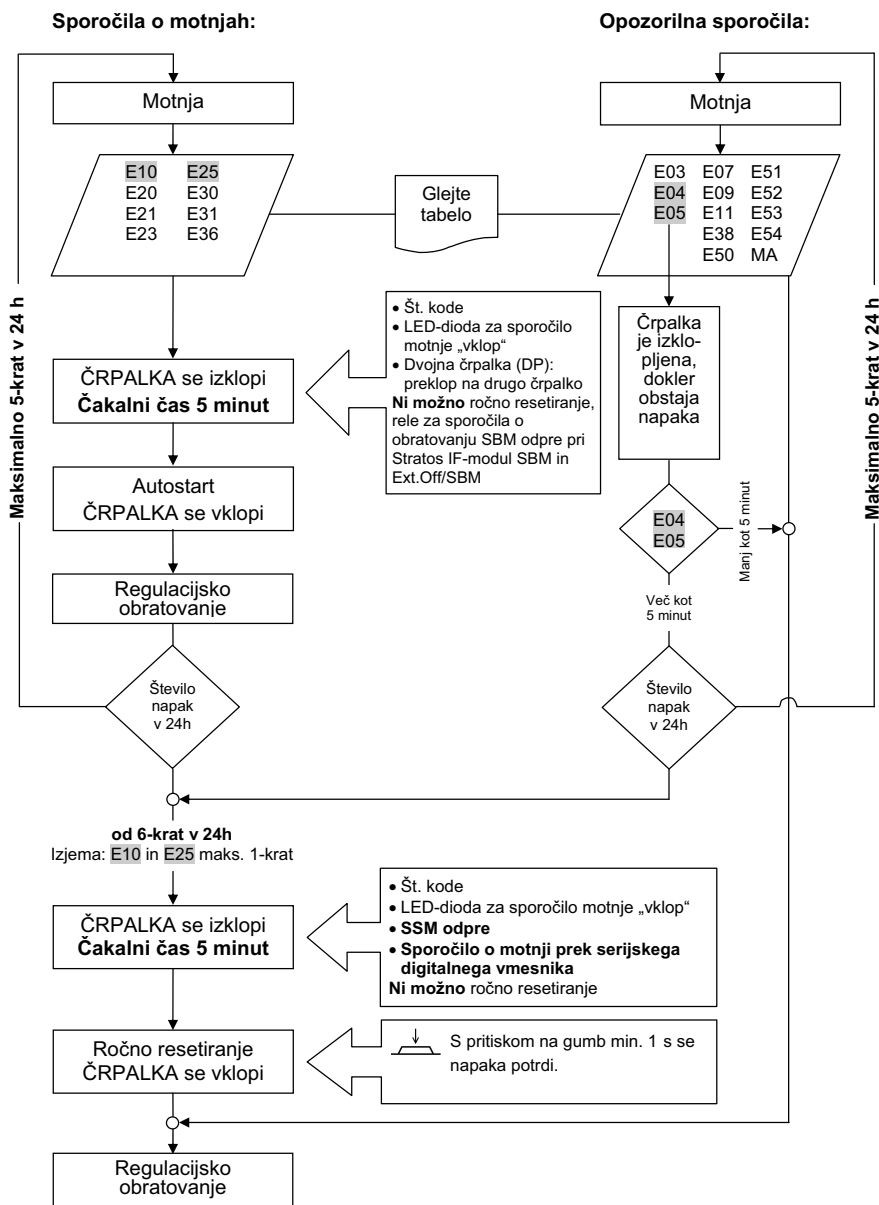 Sporočila o motnjah:
Opozorilna sporočila:
Motnja
Motnja
E10 E25
E20 E30
E21 E31
E23 E36
Glejte
tabelo
E03 E07 E51
E04 E09 E52
E05 E11 E53
E38 E54
E50 MA
Maksimalno 5-krat v 24 h
Maksimalno 5-krat v 24 h
ČRPALKA se izklopi
Čakalni čas 5 minut
• Št. kode
• LED-dioda za sporočilo
motnje „vklop“
• Dvojna črpalka (DP):
preklop na drugo črpalko
Ni možno ročno resetiranje,
rele za sporočila o
obratovanju SBM odpre pri
Stratos IF-modul SBM in
Ext.Off/SBM
Črpalka
je izklo-
pljena,
dokler
obstaja
napaka
Autostart
ČRPALKA se vklopi
E04
E05
Manj kot 5 minut
Regulacijsko
obratovanje
Več kot
5 minut
Število
napak
v 24h
Število
napak
v 24h
od 6-krat v 24h
Izjema: E10 in E25 maks. 1-krat
ČRPALKA se izklopi
Čakalni čas 5 minut
• Št. kode
• LED-dioda za sporočilo motnje „vklop“
• SSM odpre
• Sporočilo o motnji prek serijskega
digitalnega vmesnika
Ni možno ročno resetiranje
Ročno resetiranje
ČRPALKA se vklopi
S pritiskom na gumb min. 1 s se
napaka potrdi.
Regulacijsko
obratovanje